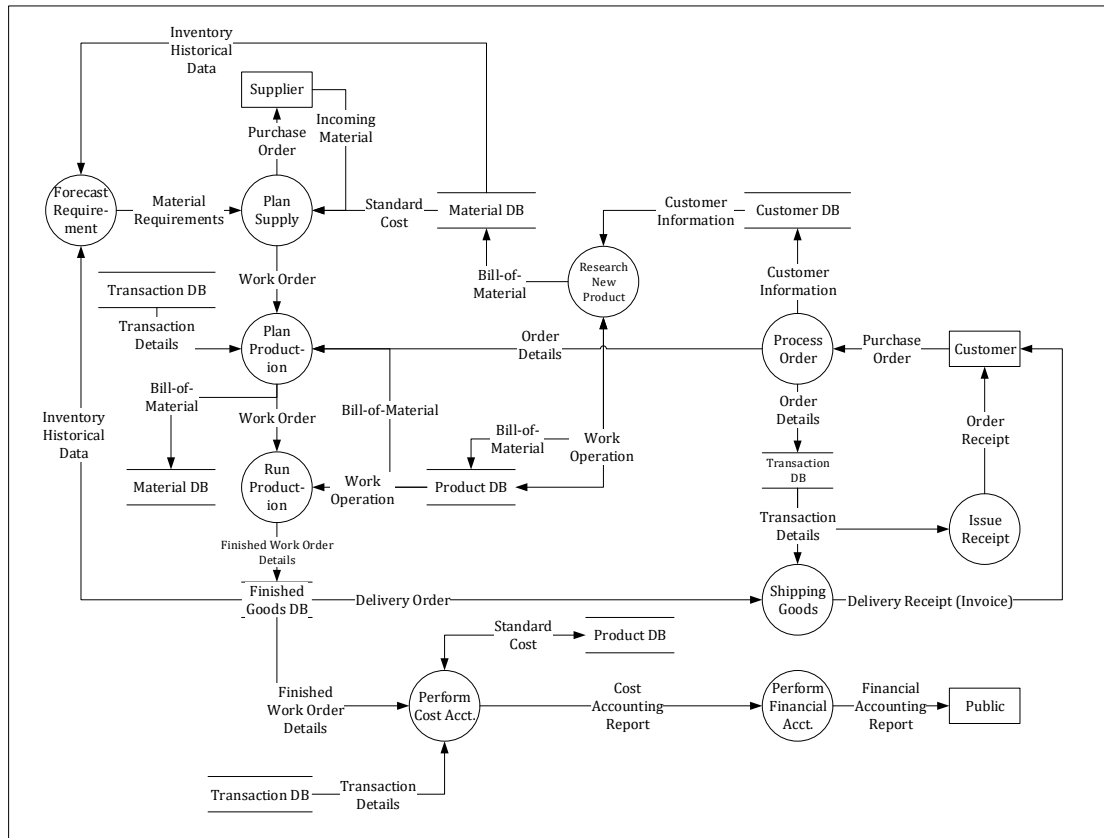 Inventory
Historical
Data
Supplier
Incoming
Material
Purchase
Order
Forecast
Require-
ment
Material
Requirements
Plan
Supply
Standard
Cost
Material DB
Customer
Information
Customer DB
Research
New
Product
Bill-of-
Material
Customer
Information
Work Order
Transaction DB
Transaction
Details
Plan
Product-
ion
Order
Details
Process
Order
Purchase
Order
Customer
Bill-of-
Material
Work Order
Bill-of-Material
Order
Details
Order
Receipt
Inventory
Historical
Data
Bill-of-
Material
Work
Operation
Material DB
Run
Product-
ion
Work
Operation
Product DB
Transaction
DB
Transaction
Details
Issue
Receipt
Finished Work Order
Details
Finished
Goods DB
Delivery Order
Shipping
Goods
Delivery Receipt (Invoice)
Standard
Cost
Product DB
Finished
Work Order
Details
Perform
Cost Acct.
Cost
Accounting
Report
Perform
Financial
Acct.
Financial
Accounting
Report
Public
Transaction DB
Transaction
Details